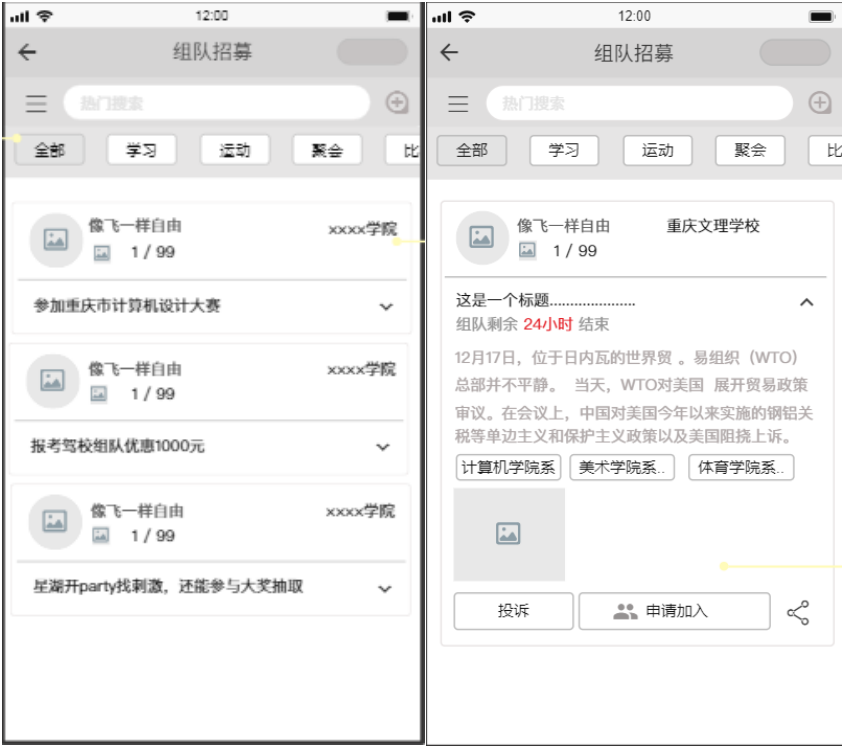 12:00
组队招募
热门搜索
全部 学习 运动 聚会 比
像飞一样自由 xxxx学院
1 / 99
参加重庆市计算机设计大赛
像飞一样自由 xxxx学院
1 / 99
报考驾校组队优惠1000元
像飞一样自由 xxxx学院
1 / 99
星湖开party找刺激，还能参与大奖抽取
12:00
组队招募
热门搜索
全部 学习 运动 聚会 比
像飞一样自由 重庆文理学校
1 / 99
这是一个标题.....................
组队剩余 24小时 结束
12月17日，位于日内瓦的世界贸 。易组织（WTO）
总部并不平静。 当天，WTO对美国 展开贸易政策
审议。在会议上，中国对美国今年以来实施的钢铝关
税等单边主义和保护主义政策以及美国阻挠上诉。
计算机学院系 美术学院系.. 体育学院系..
投诉 申请加入